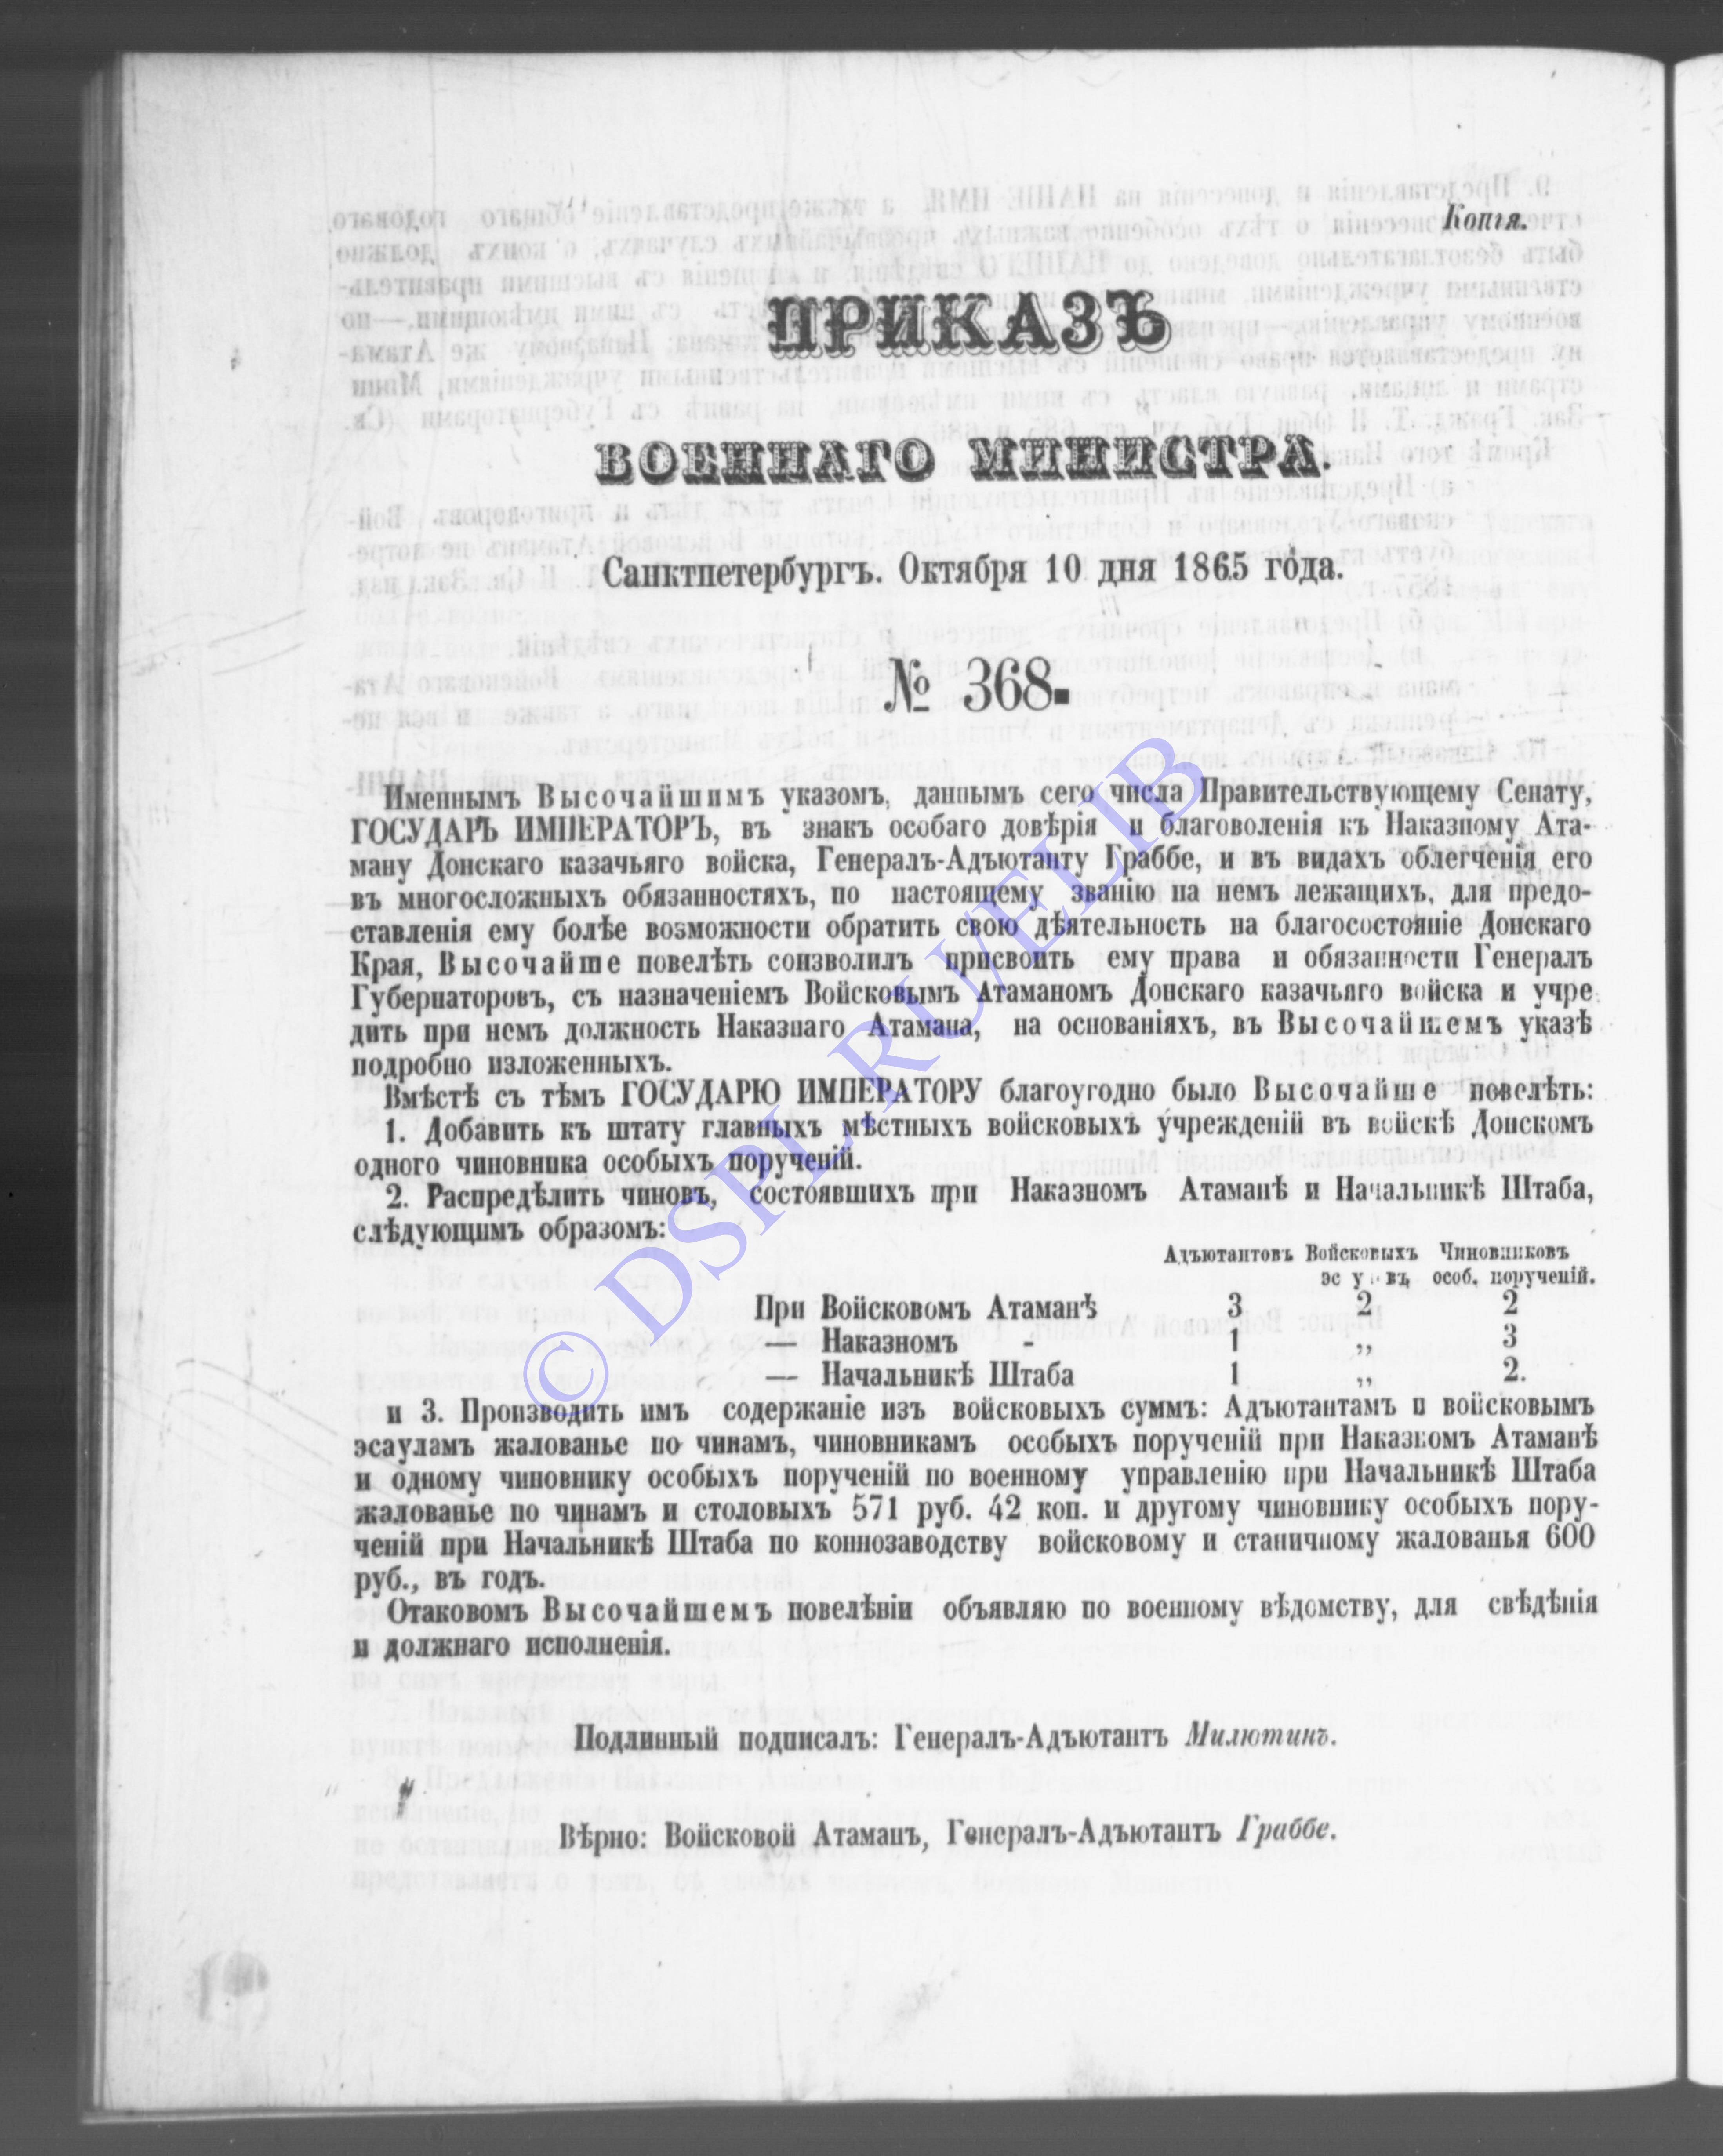 Копія.
ПРИКАЗЪ
ВОЕННАГО МИНИСТРА.
Санктпетербургъ. Октября 10 дня 1865 года.
№ 368.
Именнымъ Высочайшимъ указомъ, даннымъ сего числа Правительствующему Сенату,
ГОСУДАРЬ ИМПЕРАТОРЪ, въ знакъ особаго довѣрія и благоволенія къ Наказному Ата-
ману Донскаго казачьяго войска, Генералъ-Адъютанту Граббе, и въ видахъ облегченія его
въ многосложныхъ обязанностяхъ, по настоящему званію на немъ лежащихъ, для предо-
ставленія ему болѣе возможности обратить свою дѣятельность на благосостояніе Донскаго
Края, Высочайше повелѣть соизволилъ присвоить ему права и обязанности Генералъ
Губернаторовъ, съ назначеніемъ Войсковымъ Атаманомъ Донскаго казачьяго войска и учре
дить при немъ должность Наказнаго Атамана, на основаніяхъ, въ Высочайшемъ указѣ
подробно изложенныхъ.
Вмѣстѣ съ тѣмъ ГОСУДАРЮ ИМПЕРАТОРУ благоугодно было Высочайше повелѣть:
1. Добавить къ штату главныхъ мѣстныхъ войсковыхъ учрежденій въ войскѣ Донскомъ
одного чиновника особыхъ порученій.
2. Распредѣлить чиновъ, состоявшихъ при Наказномъ Атаманѣ и Начальникѣ Штаба,
слѣдующимъ образомъ:
Адъютантовъ Войсковыхъ Чиновниковъ
особ. порученій.
При Войсковомъ Атаманѣ 3 2 2
— Наказномъ - 1 „ 3
— Начальникѣ Штаба 1 „ 2.
и 3. Производить имъ содержаніе изъ войсковыхъ суммъ: Адъютантамъ и войсковымъ
эсауламъ жалованье по чинамъ, чиновникамъ особыхъ порученій при Наказномъ Атаманѣ
и одному чиновнику особыхъ порученій по военному управленію при Начальникѣ Штаба
жалованье по чинамъ и столовыхъ 571 руб. 42 коп. и другому чиновнику особыхъ пору-
ченій при Начальникѣ Штаба по коннозаводству войсковому и станичному жалованья 600
руб., въ годъ.
Отаковомъ Высочайшемъ повелѣніи объявляю по военному вѣдомству, для свѣдѣнія
и должнаго исполненія.
Подлинный подписалъ: Генералъ-Адъютантъ Милютинъ.
Вѣрно: Войсковой Атаманъ, Генералъ-Адъютантъ Граббе.
© DSPL.RU/ELIB